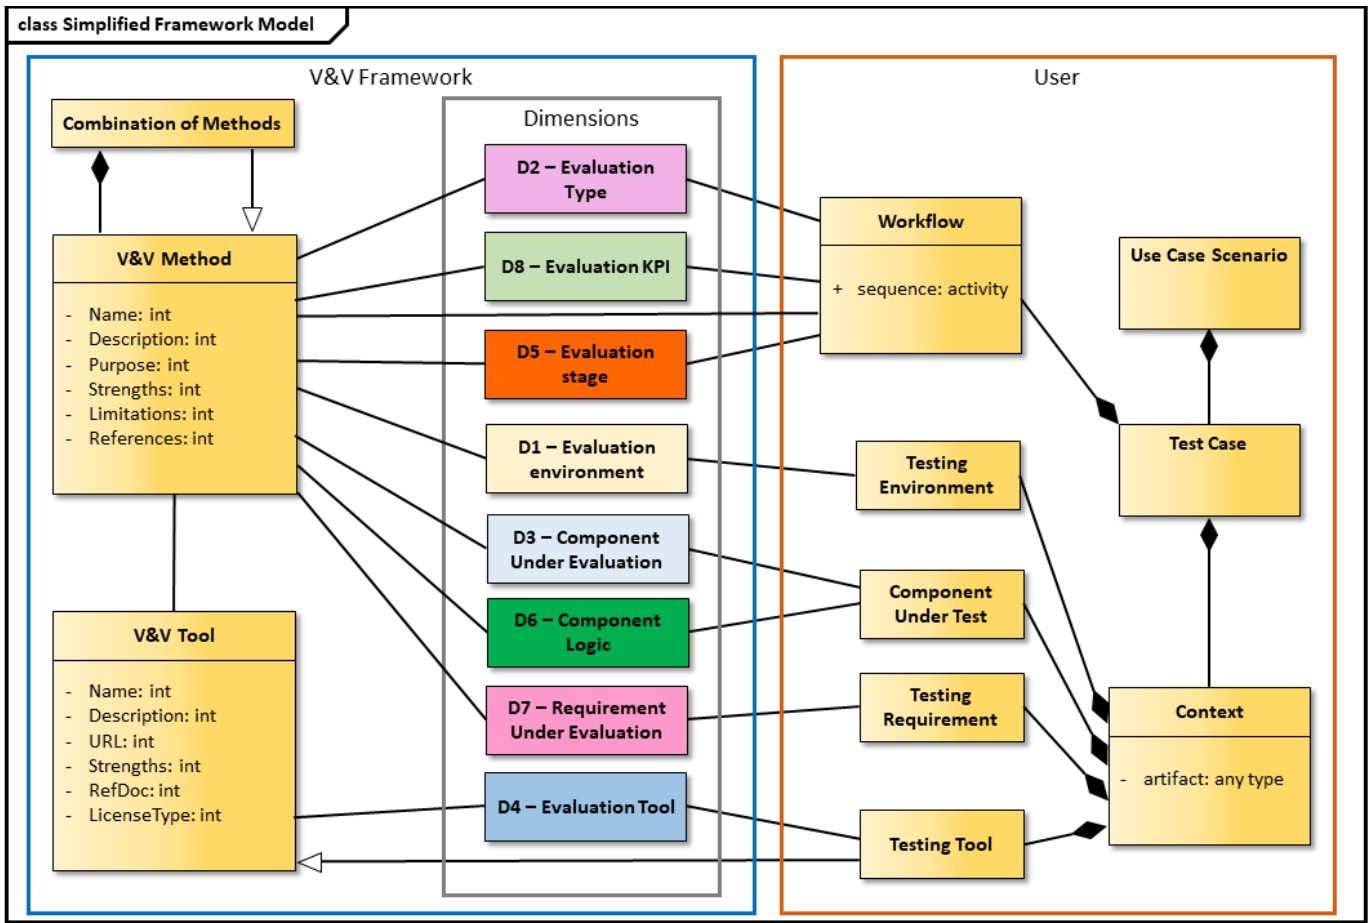 class Simplified Framework Model
V&V Framework
User
Combination of Methods
Dimensions
D2 – Evaluation
Type
D8 – Evaluation KPI
D5 – Evaluation
stage
D1 – Evaluation
environment
D3 – Component
Under Evaluation
D6 – Component
Logic
D7 – Requirement
Under Evaluation
D4 – Evaluation Tool
V&V Method
- Name: int
- Description: int
- Purpose: int
- Strengths: int
- Limitations: int
- References: int
V&V Tool
- Name: int
- Description: int
- URL: int
- Strengths: int
- RefDoc: int
- LicenseType: int
Workflow
+ sequence: activity
Use Case Scenario
Test Case
Testing
Environment
Component
Under Test
Testing
Requirement
Testing Tool
Context
- artifact: any type